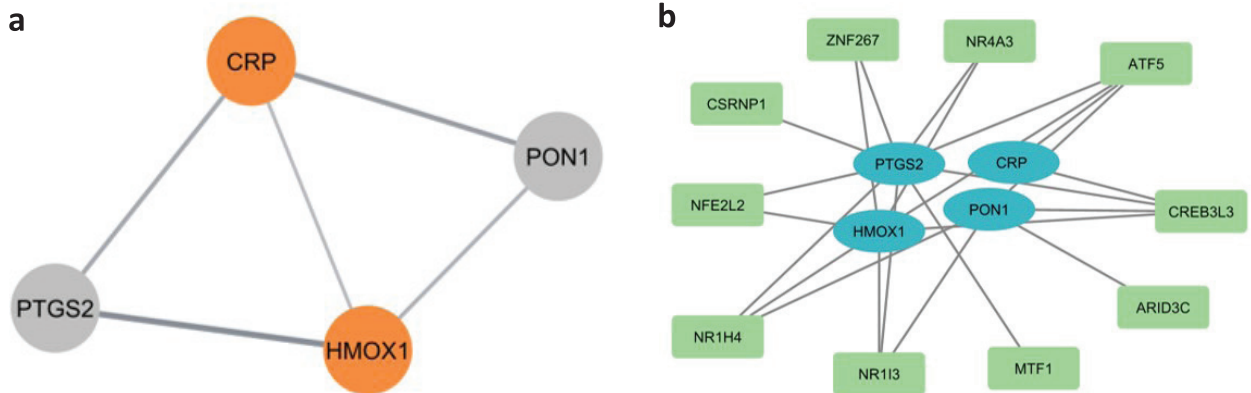 a
CRP
PON1
PTGS2
HMOX1
b
ZNF267
NR4A3
ATF5
CSRNP1
PTGS2
CRP
NFE2L2
PON1
CREB3L3
HMOX1
ARID3C
NR1H4
MTF1
NR1I3